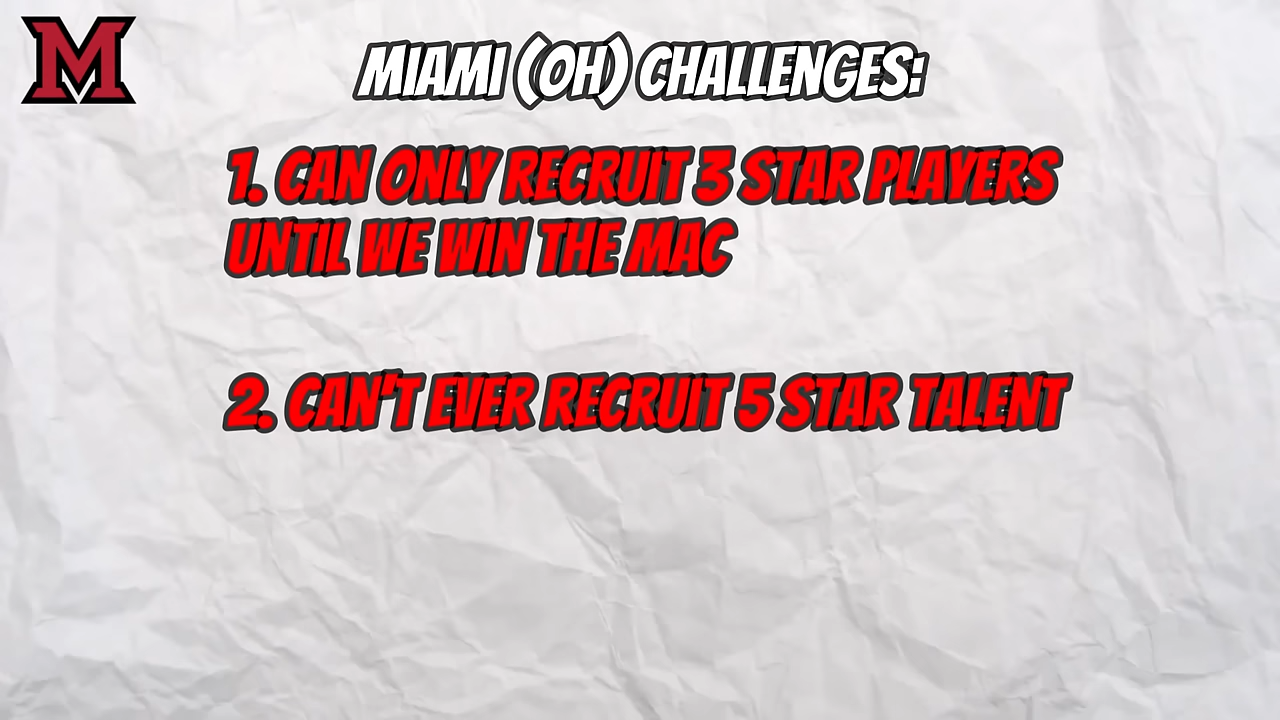 M
MIAMI (OH) CHALLENGES:
1. CAN ONLY RECRUIT 3 STAR PLAYERS
UNTIL WE WIN THE MAC
2. CAN'T EVER RECRUIT 5 STAR TALENT